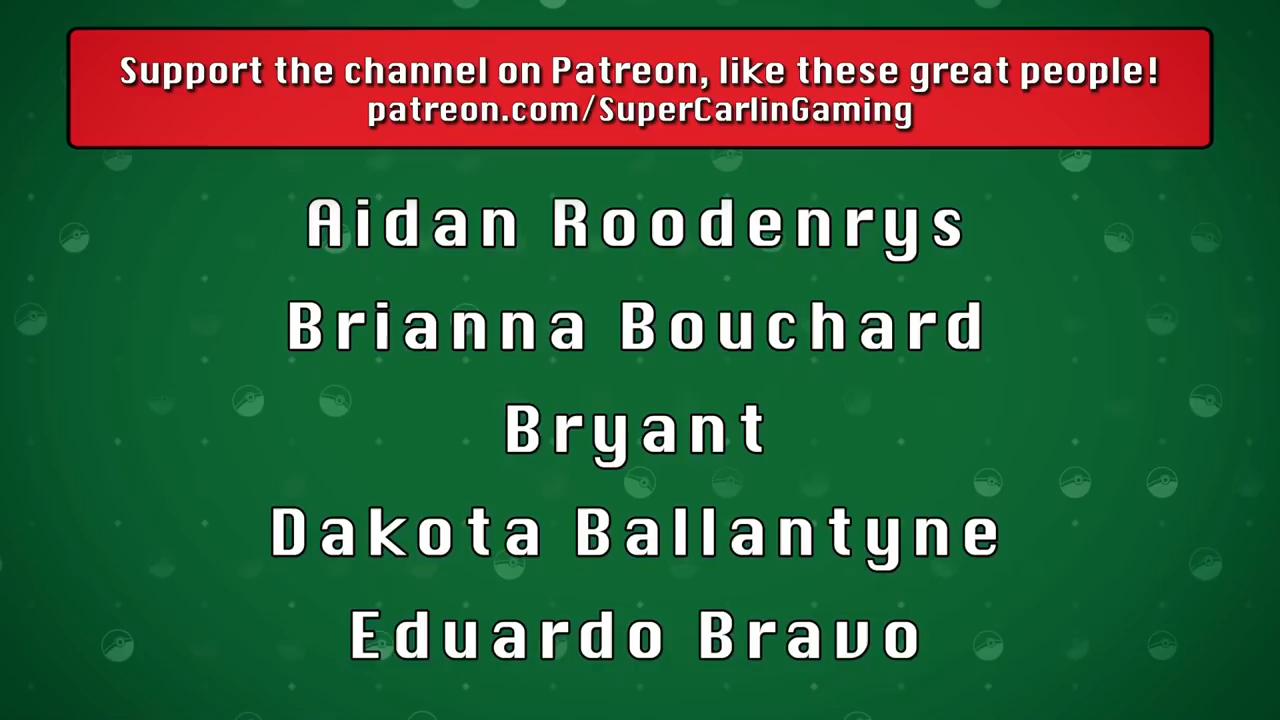 Support the channel on Patreon, like these great people!
patreon.com/SuperCarlinGaming
Aidan Roodenrys
Brianna Bouchard
Bryant
Dakota Ballantyne
Eduardo Bravo